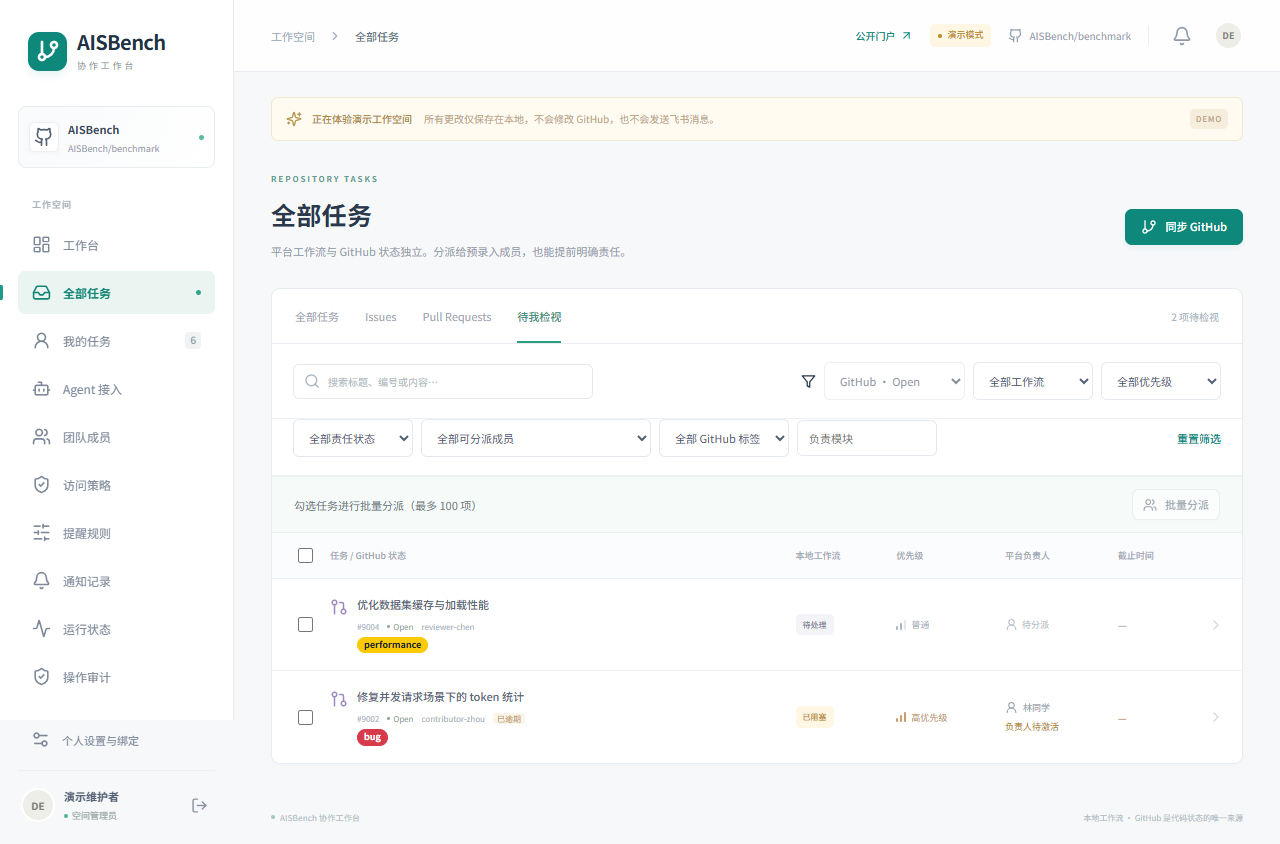 AISBench
协作工作台
AISBench
AISBench/benchmark
工作空间
工作台
全部任务
我的任务 6
Agent 接入
团队成员
访问策略
提醒规则
通知记录
运行状态
操作审计
个人设置与绑定
DE 演示维护者
空间管理员
工作空间 全部任务
公开门户 演示模式 AISBench/benchmark DE
正在体验演示工作空间 所有更改仅保存在本地，不会修改 GitHub，也不会发送飞书消息。 DEMO
REPOSITORY TASKS
全部任务
平台工作流与 GitHub 状态独立。分派给预录入成员，也能提前明确责任。
同步 GitHub
全部任务 Issues Pull Requests 待我检视 2 项待检视
搜索标题、编号或内容… GitHub · Open 全部工作流 全部优先级
全部责任状态 全部可分派成员 全部 GitHub 标签 负责模块 重置筛选
勾选任务进行批量分派（最多 100 项） 批量分派
任务 / GitHub 状态 本地工作流 优先级 平台负责人 截止时间
优化数据集缓存与加载性能
#9004 Open reviewer-chen 待处理 普通 待分派 —
performance
修复并发请求场景下的 token 统计
#9002 Open contributor-zhou 已逾期 已阻塞 高优先级 林同学 —
负责人待激活
bug
AISBench 协作工作台
本地工作流 · GitHub 是代码状态的唯一来源